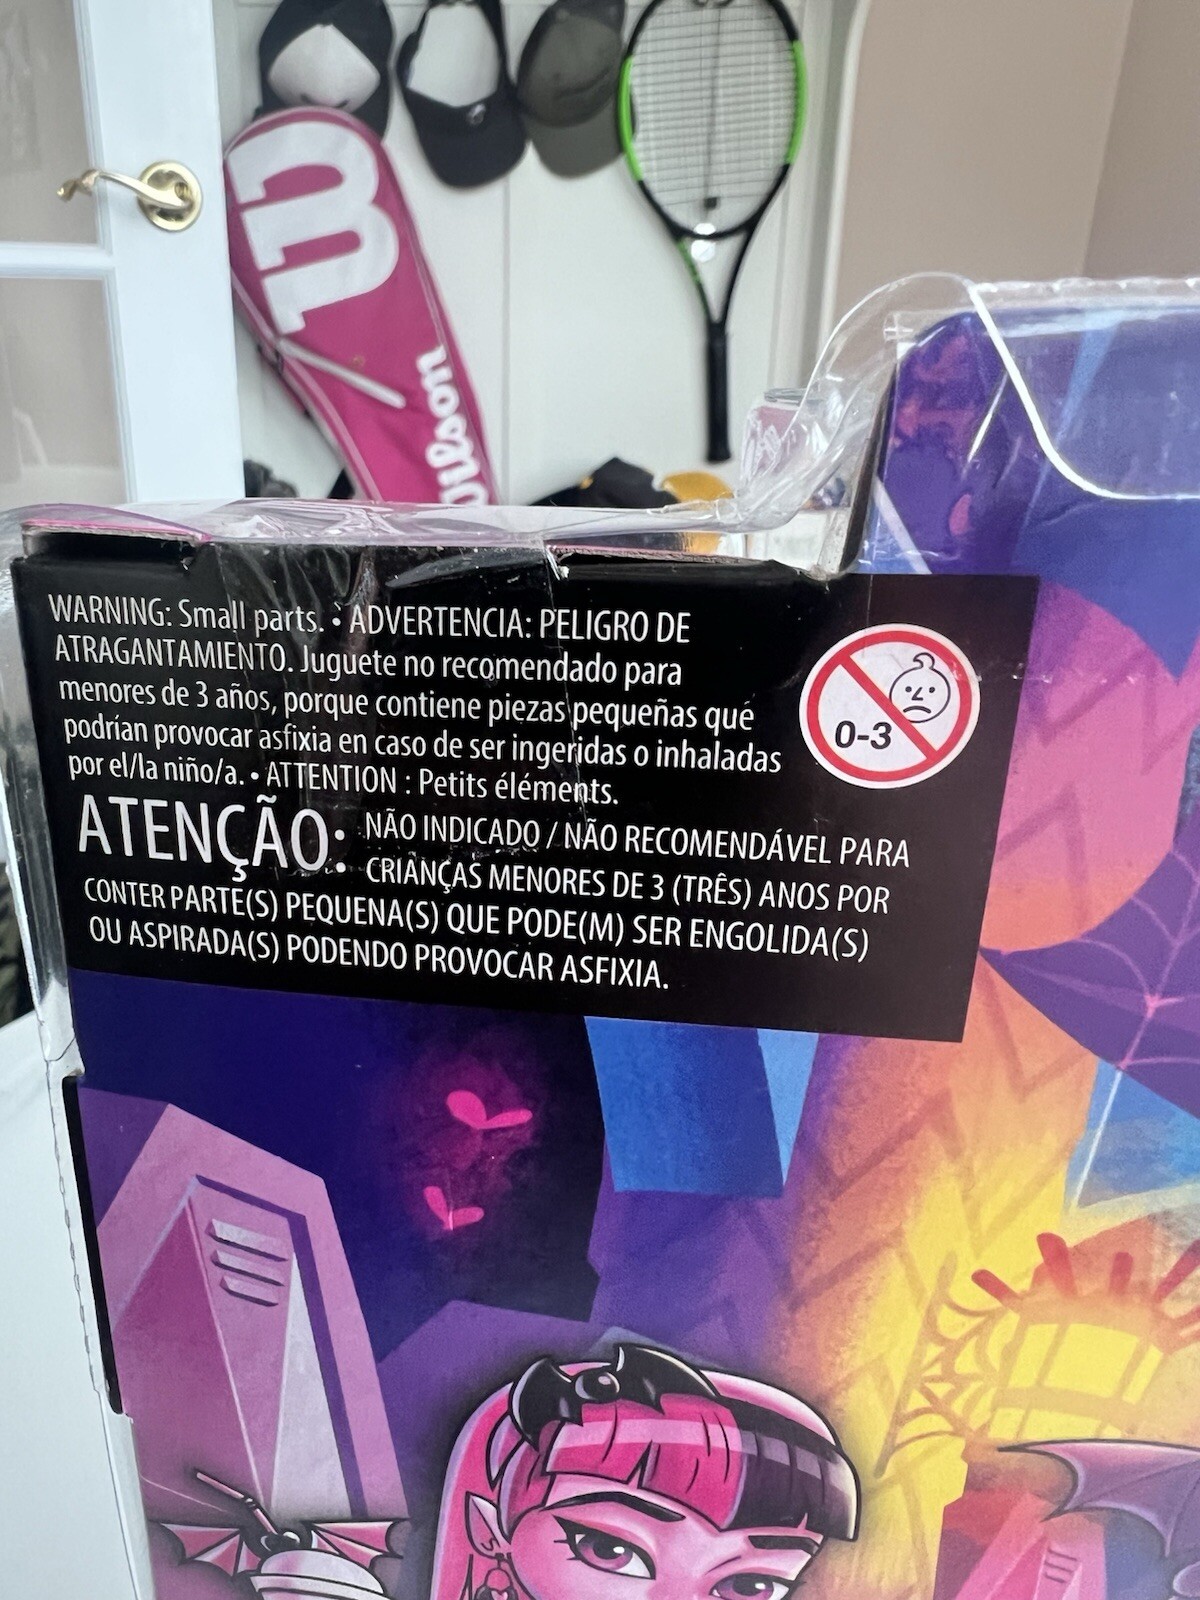 Wilson
WARNING: Small parts. • ADVERTENCIA: PELIGRO DE
ATRAGANTAMIENTO. Juguete no recomendado para
menores de 3 años, porque contiene piezas pequeñas que
podrían provocar asfixia en caso de ser ingeridas o inhaladas
por el/la niño/a. • ATTENTION : Petits éléments.
ATENÇÃO: NÃO INDICADO / NÃO RECOMENDÁVEL PARA
CRIANÇAS MENORES DE 3 (TRÊS) ANOS POR
CONTER PARTE(S) PEQUENA(S) QUE PODE(M) SER ENGOLIDA(S)
OU ASPIRADA(S) PODENDO PROVOCAR ASFIXIA.
0-3